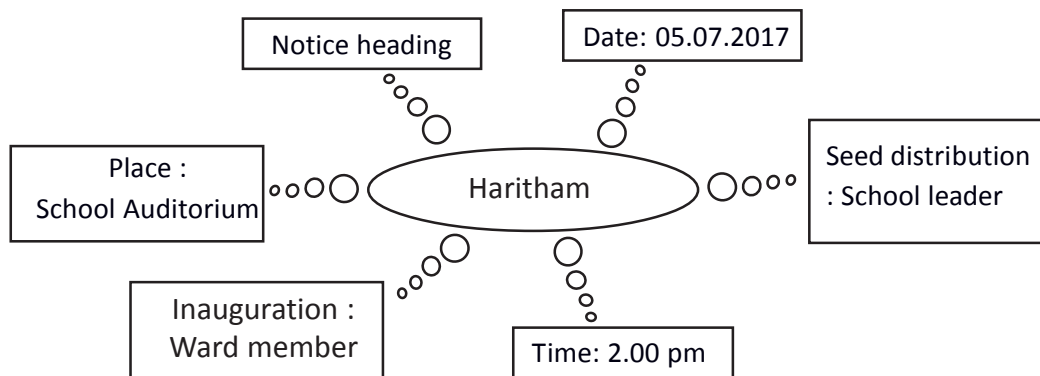 Notice heading
Date: 05.07.2017
Place :
School Auditorium
Haritham
Seed distribution
: School leader
Inauguration :
Ward member
Time: 2.00 pm